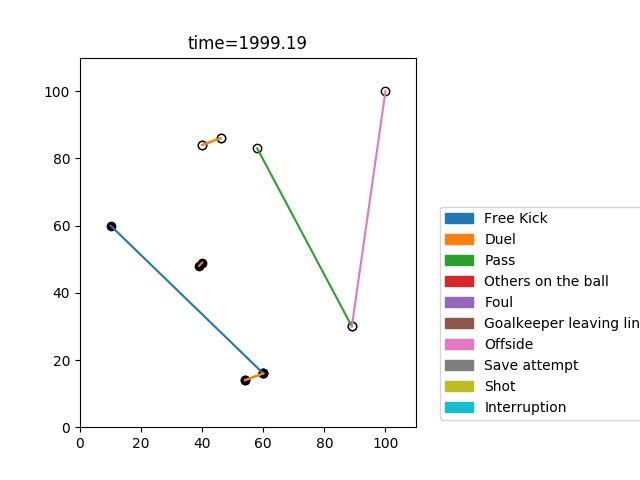 time=1999.19
100
80
60
40
20
0
0 20 40 60 80 100
Free Kick
Duel
Pass
Others on the ball
Foul
Goalkeeper leaving lin
Offside
Save attempt
Shot
Interruption